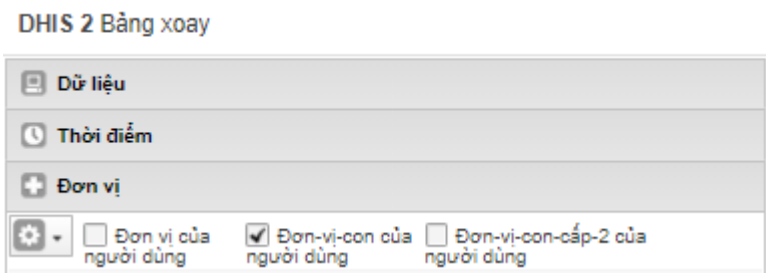 DHIS 2 Bảng xoay
Dữ liệu
Thời điểm
Đơn vị
Đơn vị của người dùng
Đơn-vị-con của người dùng
Đơn-vị-con-cấp-2 của người dùng